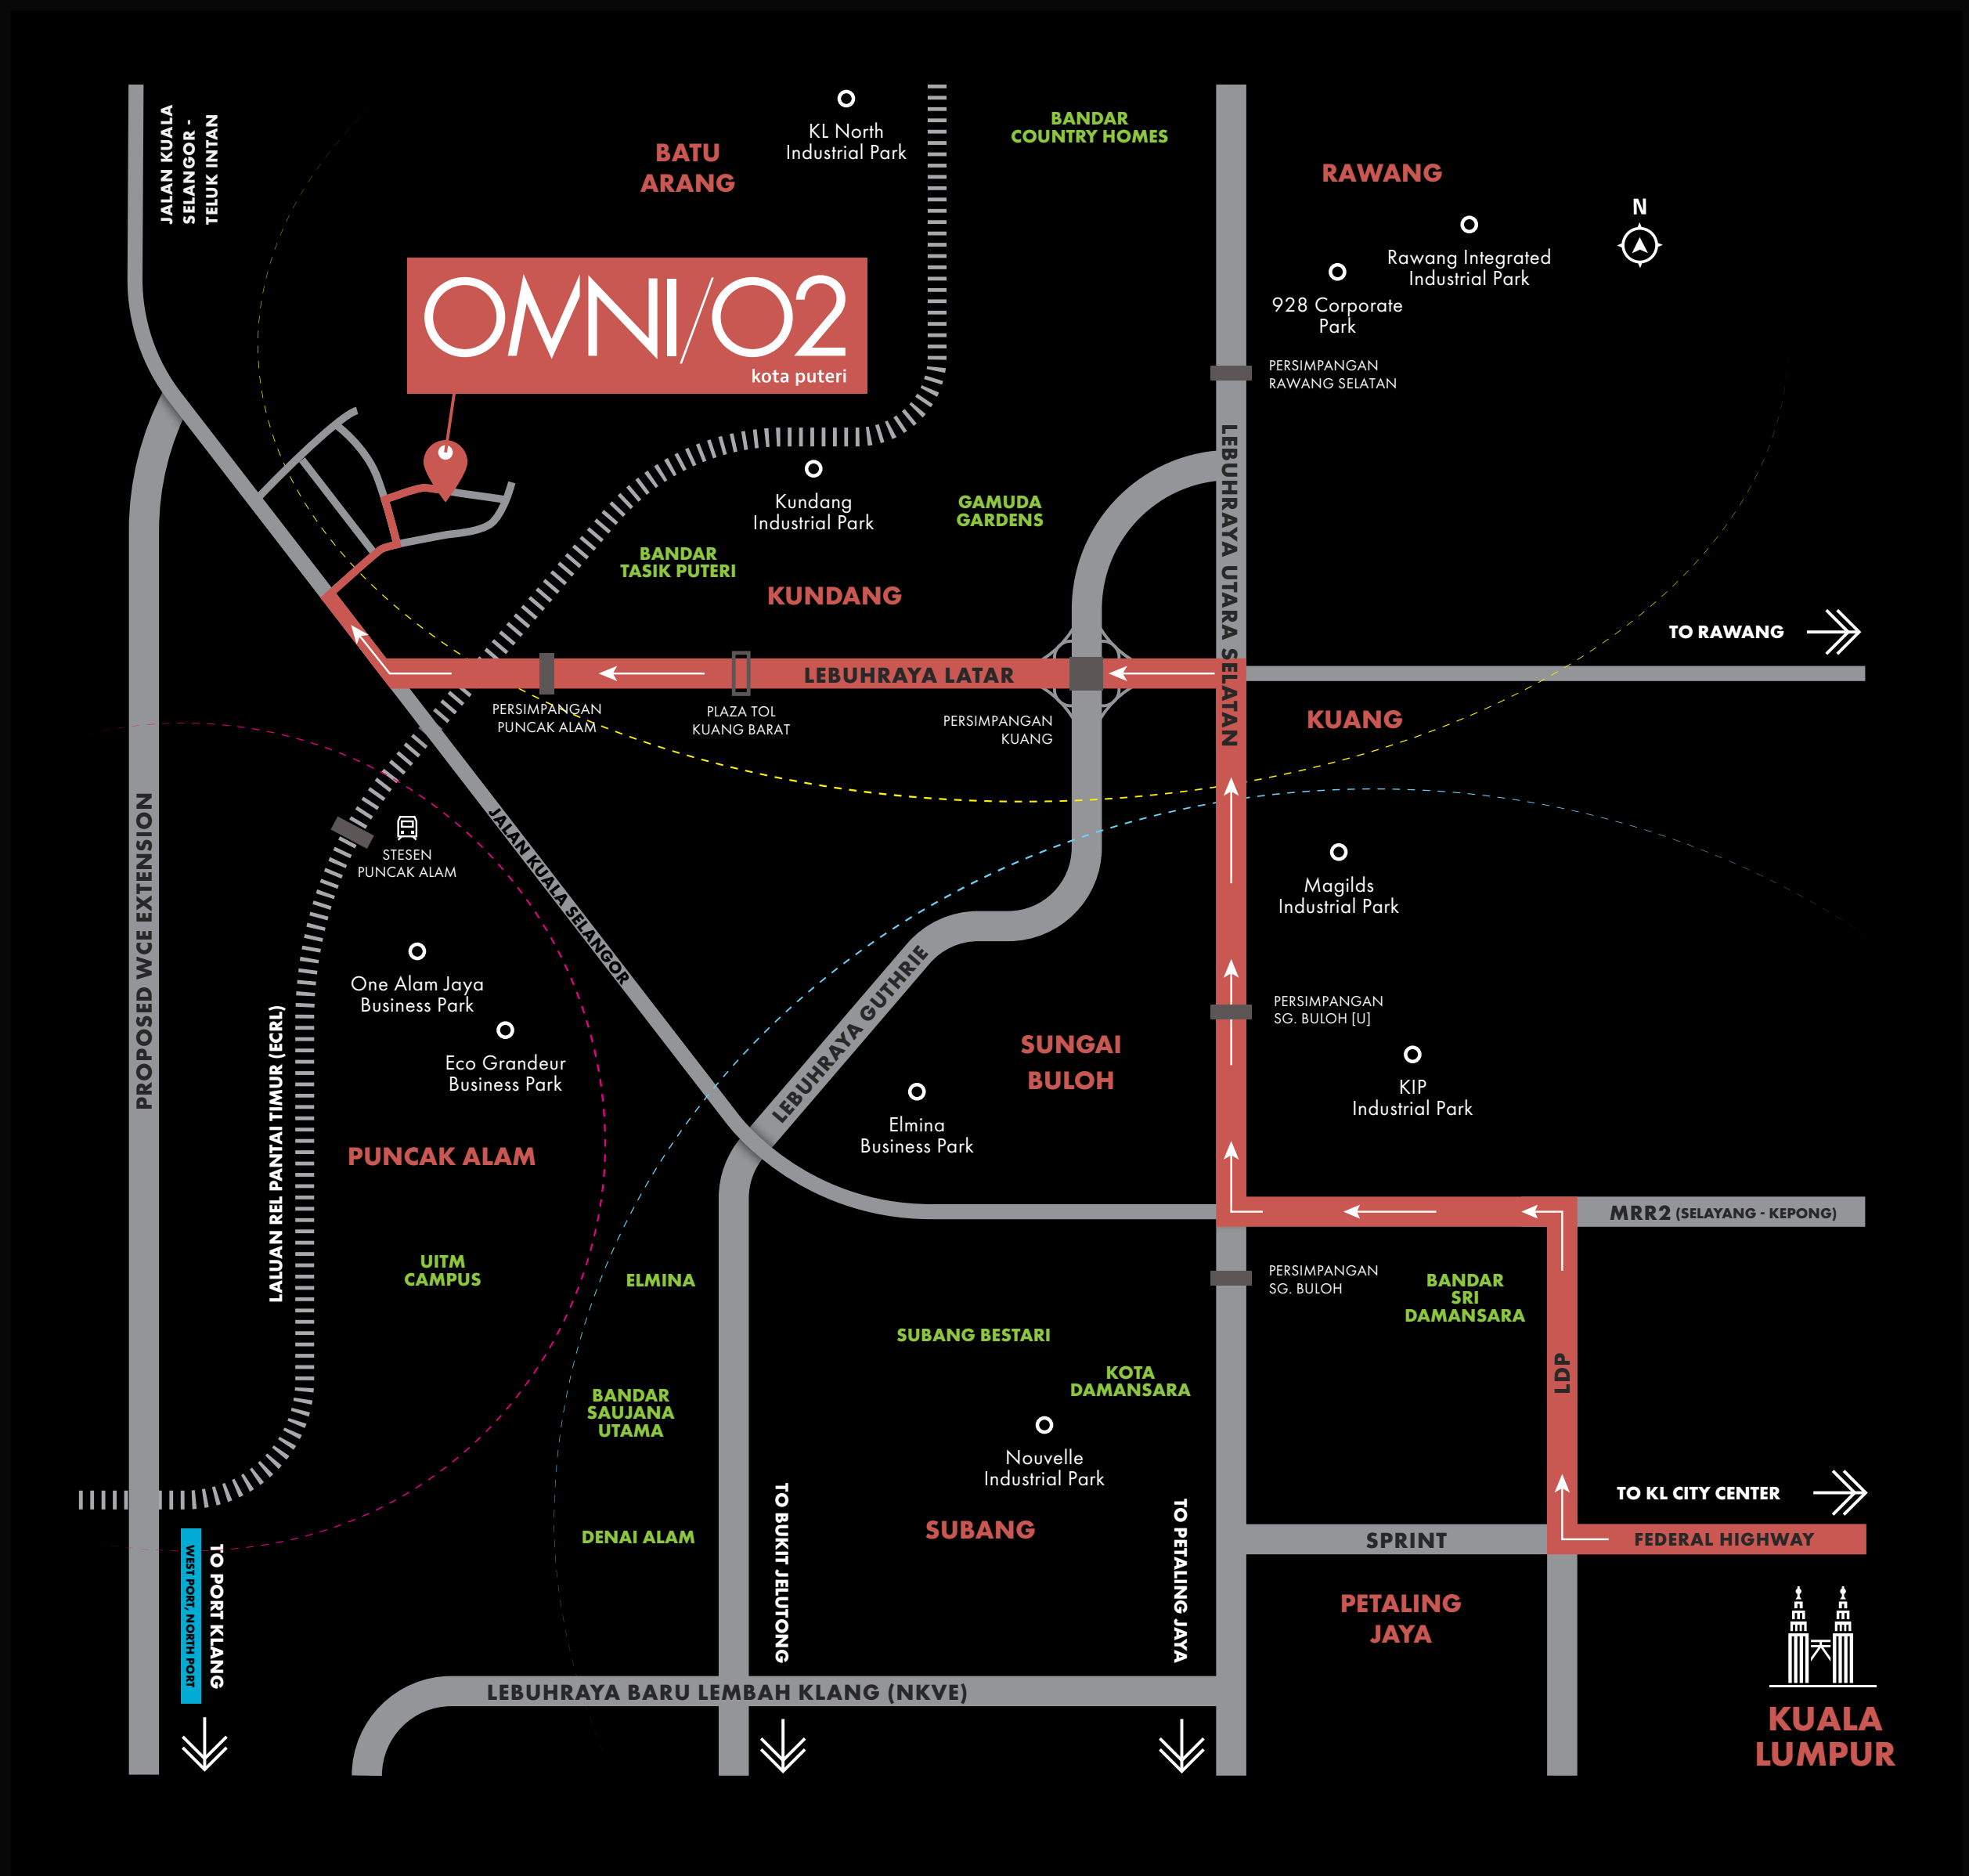 JALAN KUALA
SELANGOR -
TELUK INTAN
KL North
Industrial Park
BATU
ARANG
BANDAR
COUNTRY HOMES
RAWANG
N
Rawang Integrated
Industrial Park
928 Corporate
Park
OMNI/O2
kota puteri
PERSIMPANGAN
RAWANG SELATAN
LEBUHRAYA UTARA SELATAN
Kundang
Industrial Park
GAMUDA
GARDENS
BANDAR
TASIK PUTERI
KUNDANG
TO RAWANG
LEBUHRAYA LATAR
PERSIMPANGAN
PUNCAK ALAM
PLAZA TOL
KUANG BARAT
PERSIMPANGAN
KUANG
KUANG
PROPOSED WCE EXTENSION
STESEN
PUNCAK ALAM
JALAN KUALA SELANGOR
Magilds
Industrial Park
One Alam Jaya
Business Park
LEBUHRAYA GUTHRIE
PERSIMPANGAN
SG. BULOH [U]
LALUAN REL PANTAI TIMUR (ECRL)
Eco Grandeur
Business Park
SUNGAI
BULOH
KIP
Industrial Park
Elmina
Business Park
PUNCAK ALAM
MRR2 (SELAYANG - KEPONG)
UITM
CAMPUS
ELMINA
PERSIMPANGAN
SG. BULOH
BANDAR
SRI
DAMANSARA
SUBANG BESTARI
KOTA
DAMANSARA
LDP
BANDAR
SAUJANA
UTAMA
Nouvelle
Industrial Park
TO KL CITY CENTER
DENAI ALAM
SUBANG
SPRINT
FEDERAL HIGHWAY
WEST PORT, NORTH PORT
TO PORT KLANG
TO BUKIT JELUTONG
TO PETALING JAYA
PETALING
JAYA
LEBUHRAYA BARU LEMBAH KLANG (NKVE)
KUALA
LUMPUR